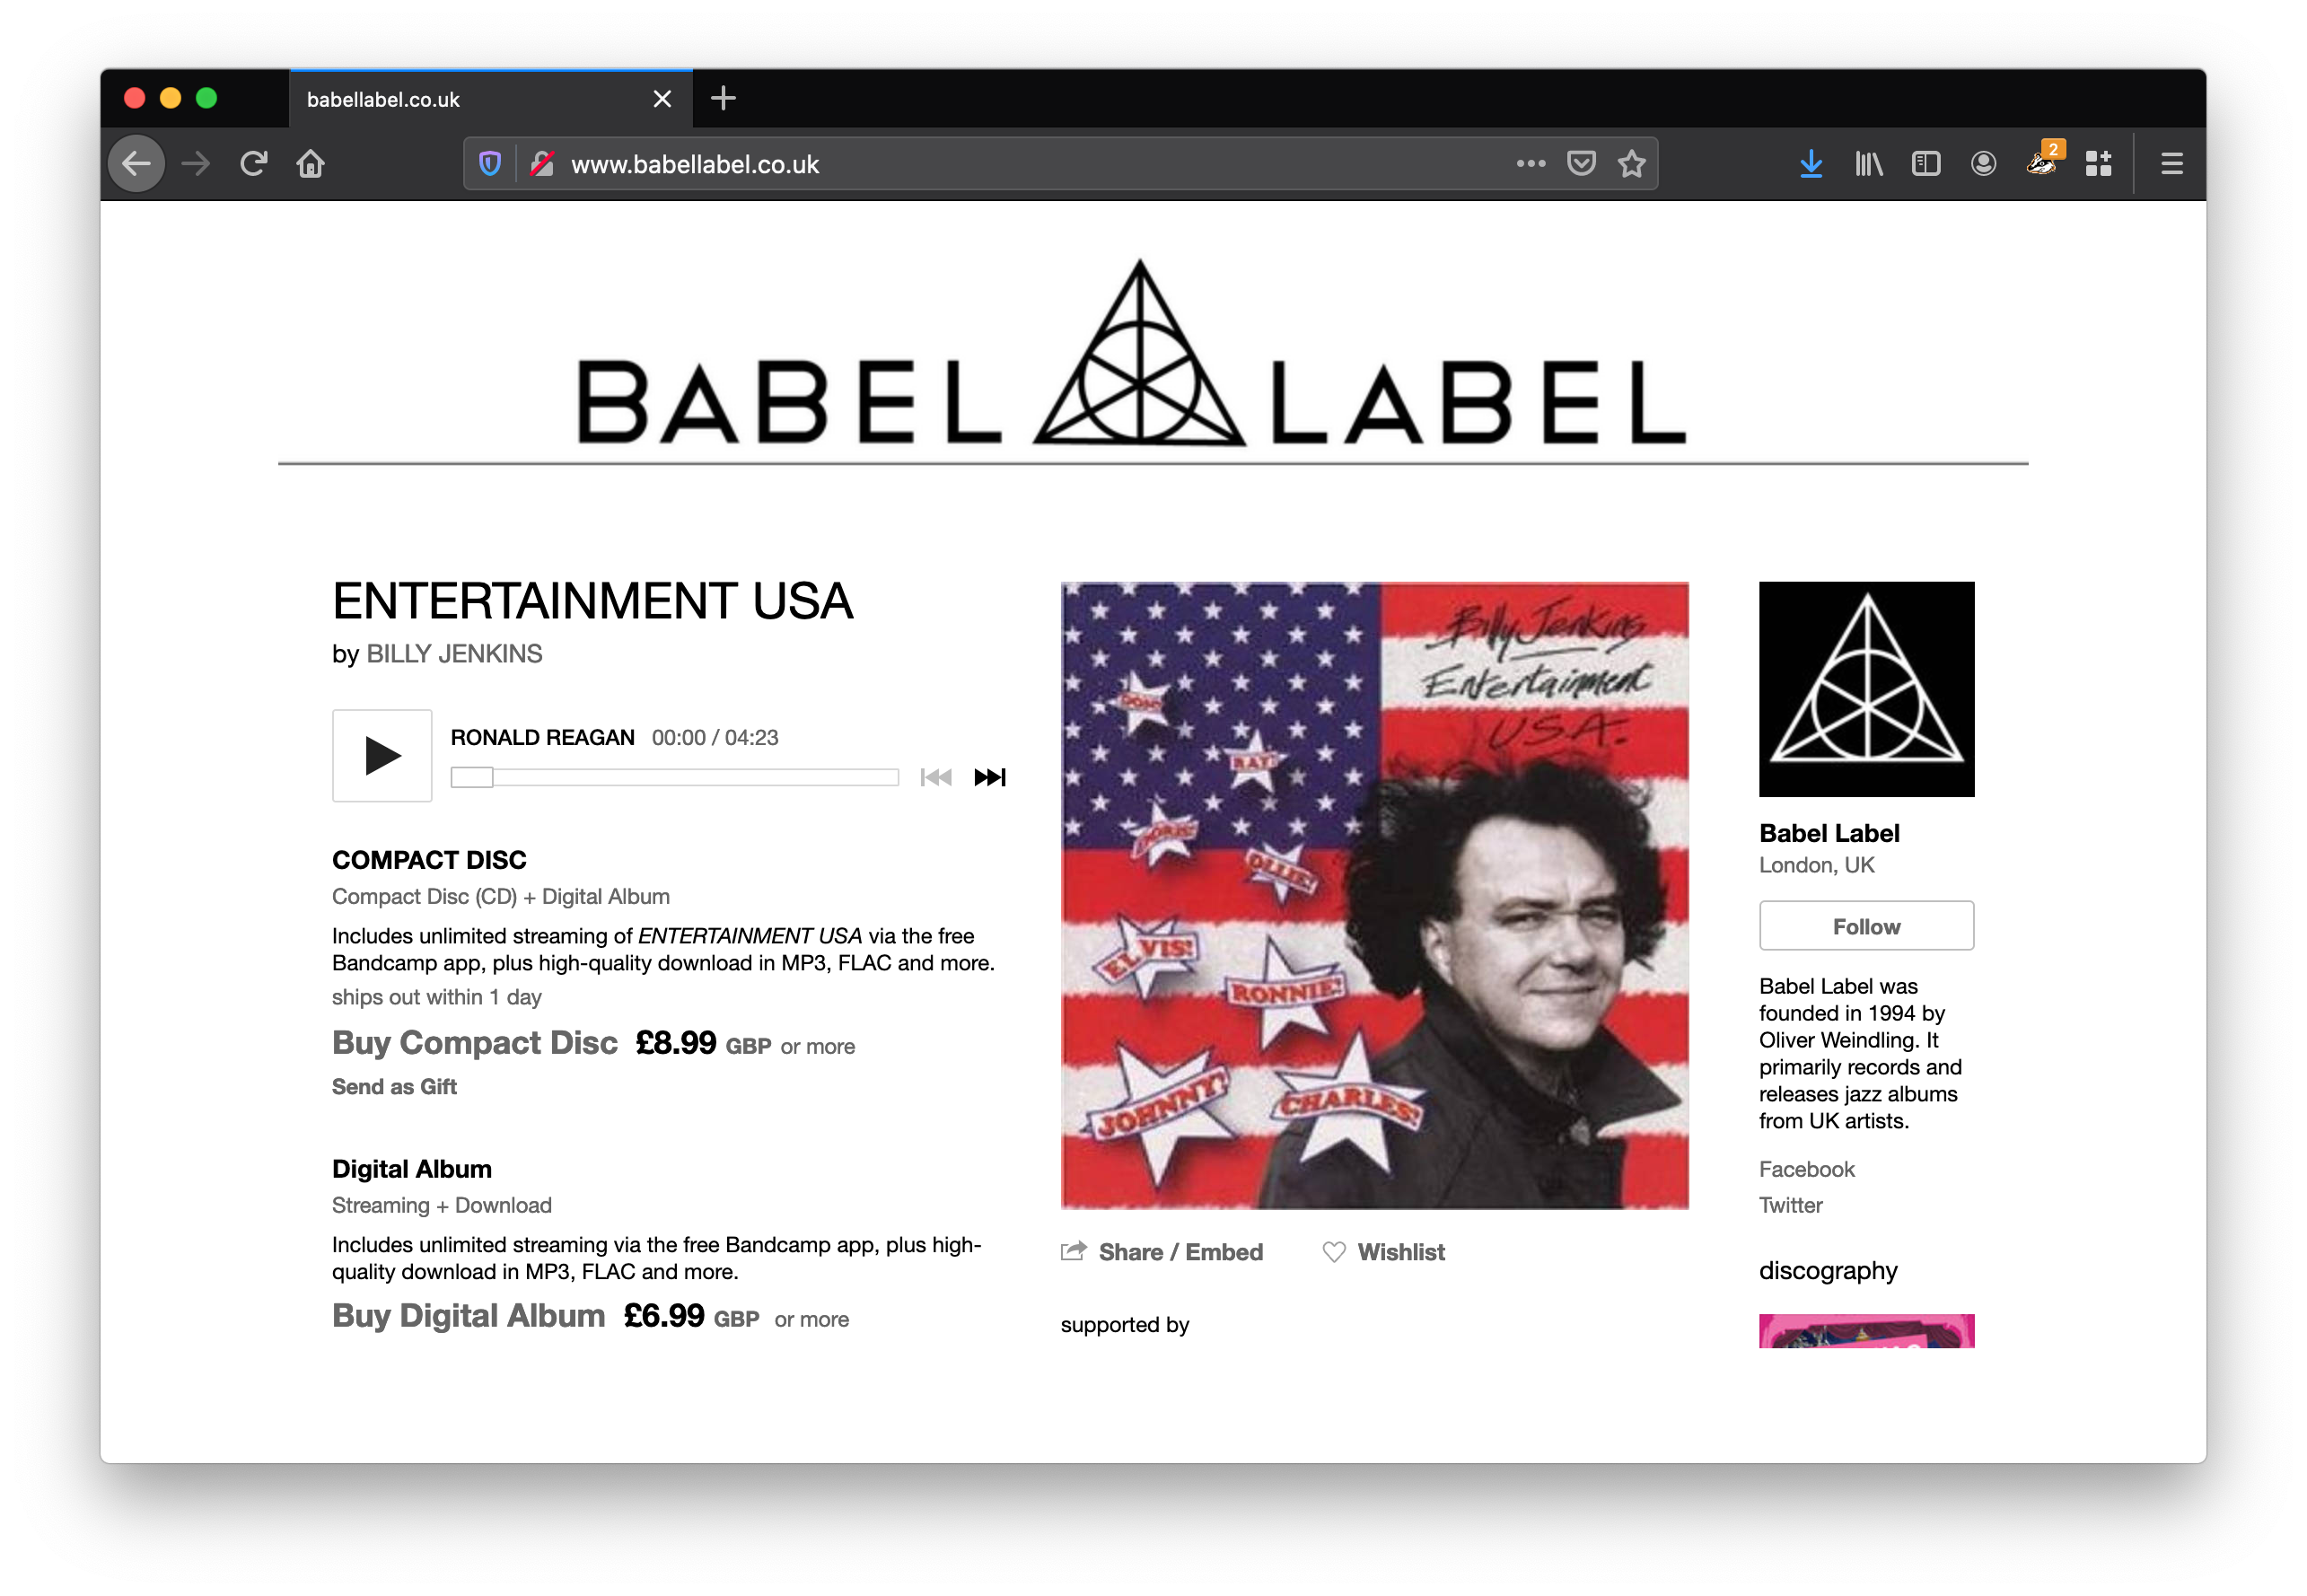 babellabel.co.uk
www.babellabel.co.uk
2
BABEL LABEL
ENTERTAINMENT USA
by BILLY JENKINS
RONALD REAGAN 00:00 / 04:23
COMPACT DISC
Compact Disc (CD) + Digital Album
Includes unlimited streaming of ENTERTAINMENT USA via the free
Bandcamp app, plus high-quality download in MP3, FLAC and more.
ships out within 1 day
Buy Compact Disc £8.99 GBP or more
Send as Gift
Digital Album
Streaming + Download
Includes unlimited streaming via the free Bandcamp app, plus high-
quality download in MP3, FLAC and more.
Buy Digital Album £6.99 GBP or more
Billy Jenkins
Entertainment
U.S.A.
RAY!
DORIS!
OLLIE!
ELVIS!
RONNIE!
JOHNNY!
CHARLES!
Share / Embed
Wishlist
supported by
Babel Label
London, UK
Follow
Babel Label was
founded in 1994 by
Oliver Weindling. It
primarily records and
releases jazz albums
from UK artists.
Facebook
Twitter
discography